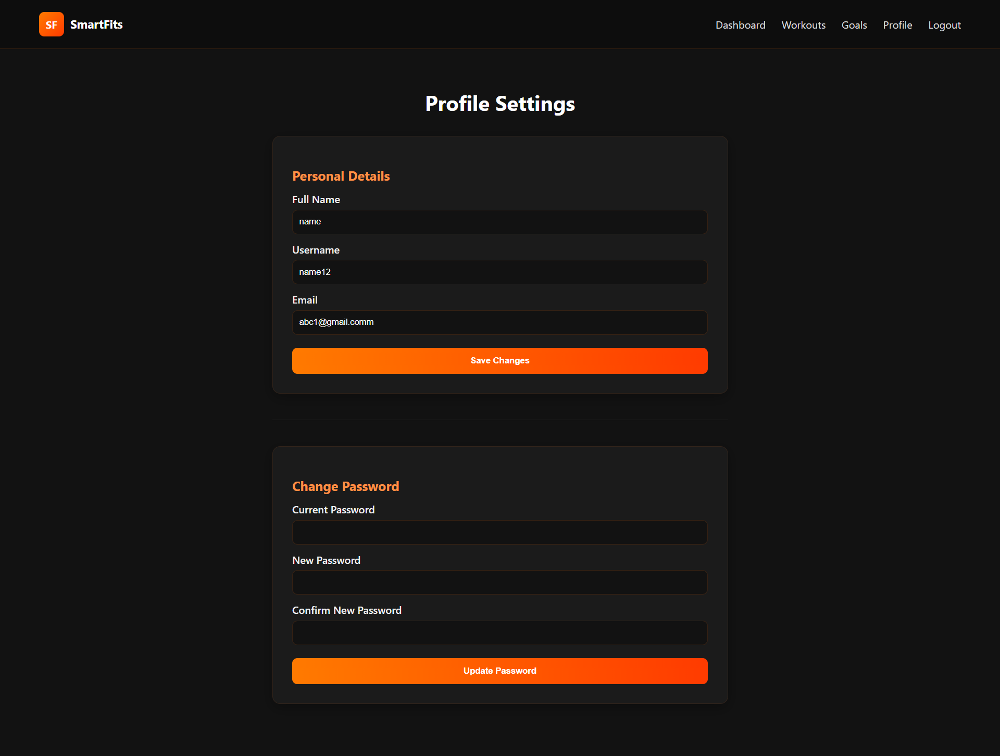 SF SmartFits Dashboard Workouts Goals Profile Logout
Profile Settings
Personal Details
Full Name
name
Username
name12
Email
abc1@gmail.comm
Save Changes
Change Password
Current Password
New Password
Confirm New Password
Update Password